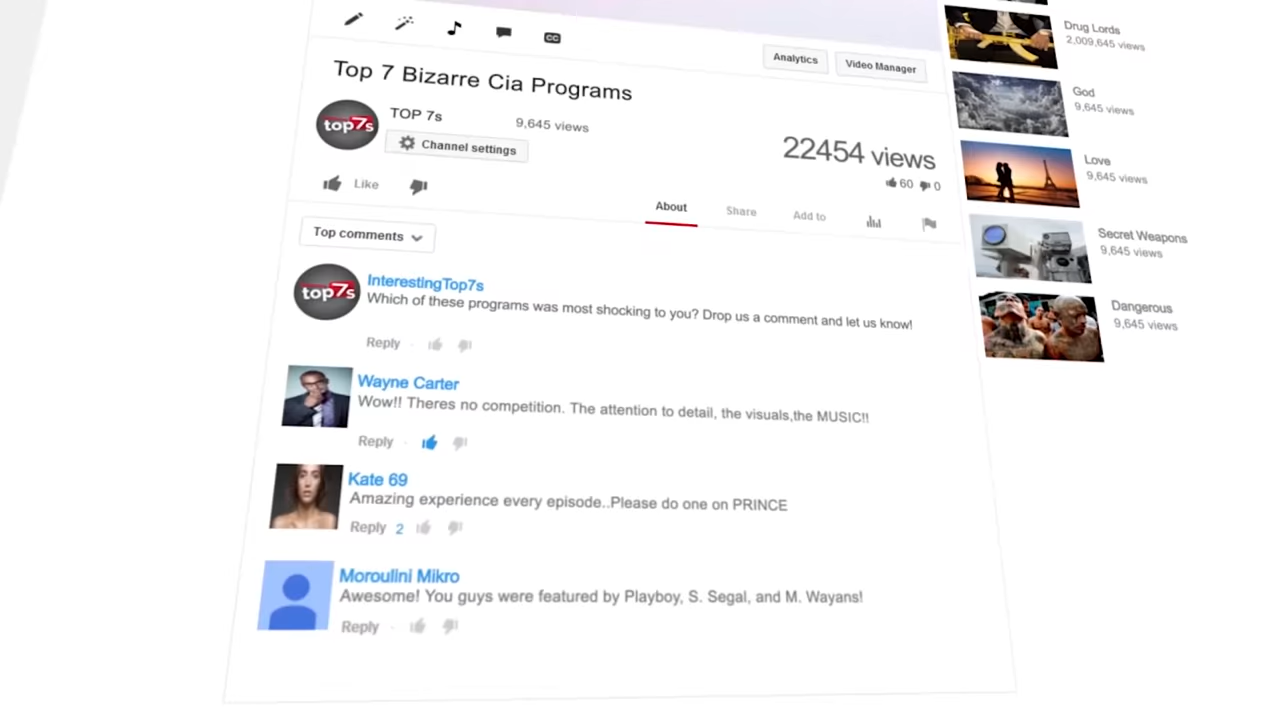 CC
Analytics
Video Manager
Top 7 Bizarre Cia Programs
top7s
TOP 7s
9,645 views
Channel settings
22454 views
60
0
Like
About
Share
Add to
Top comments
top7s
InterestingTop7s
Which of these programs was most shocking to you? Drop us a comment and let us know!
Reply
Wayne Carter
Wow!! Theres no competition. The attention to detail, the visuals,the MUSIC!!
Reply
Kate 69
Amazing experience every episode..Please do one on PRINCE
Reply 2
Moroulini Mikro
Awesome! You guys were featured by Playboy, S. Segal, and M. Wayans!
Reply
Drug Lords
2,009,645 views
God
9,645 views
Love
9,645 views
Secret Weapons
9,645 views
Dangerous
9,645 views